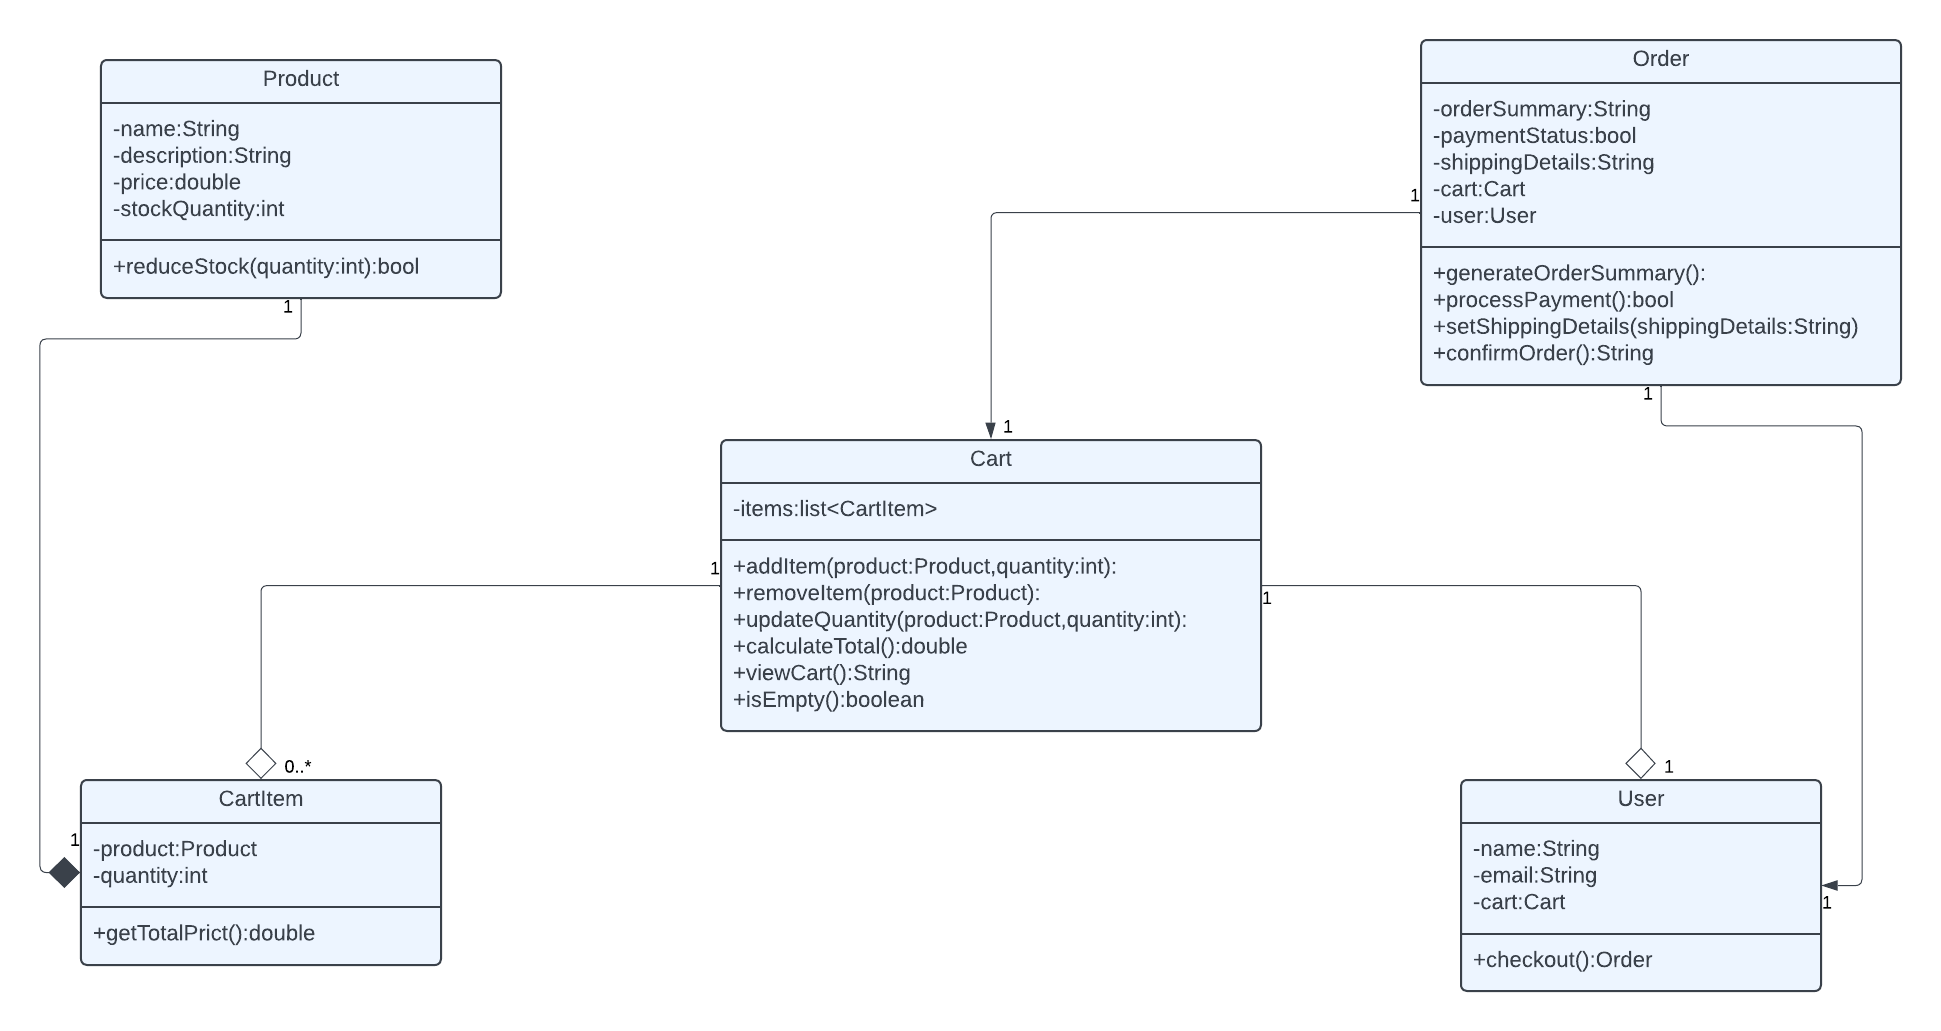 Product
-name:String
-description:String
-price:double
-stockQuantity:int
+reduceStock(quantity:int):bool
1
Order
-orderSummary:String
-paymentStatus:bool
-shippingDetails:String
-cart:Cart
-user:User
+generateOrderSummary():
+processPayment():bool
+setShippingDetails(shippingDetails:String)
+confirmOrder():String
1
1
1
Cart
-items:list<CartItem>
+addItem(product:Product,quantity:int):
+removeItem(product:Product):
+updateQuantity(product:Product,quantity:int):
+calculateTotal():double
+viewCart():String
+isEmpty():boolean
1
1
0..*
CartItem
-product:Product
-quantity:int
+getTotalPrict():double
1
1
User
-name:String
-email:String
-cart:Cart
+checkout():Order
1